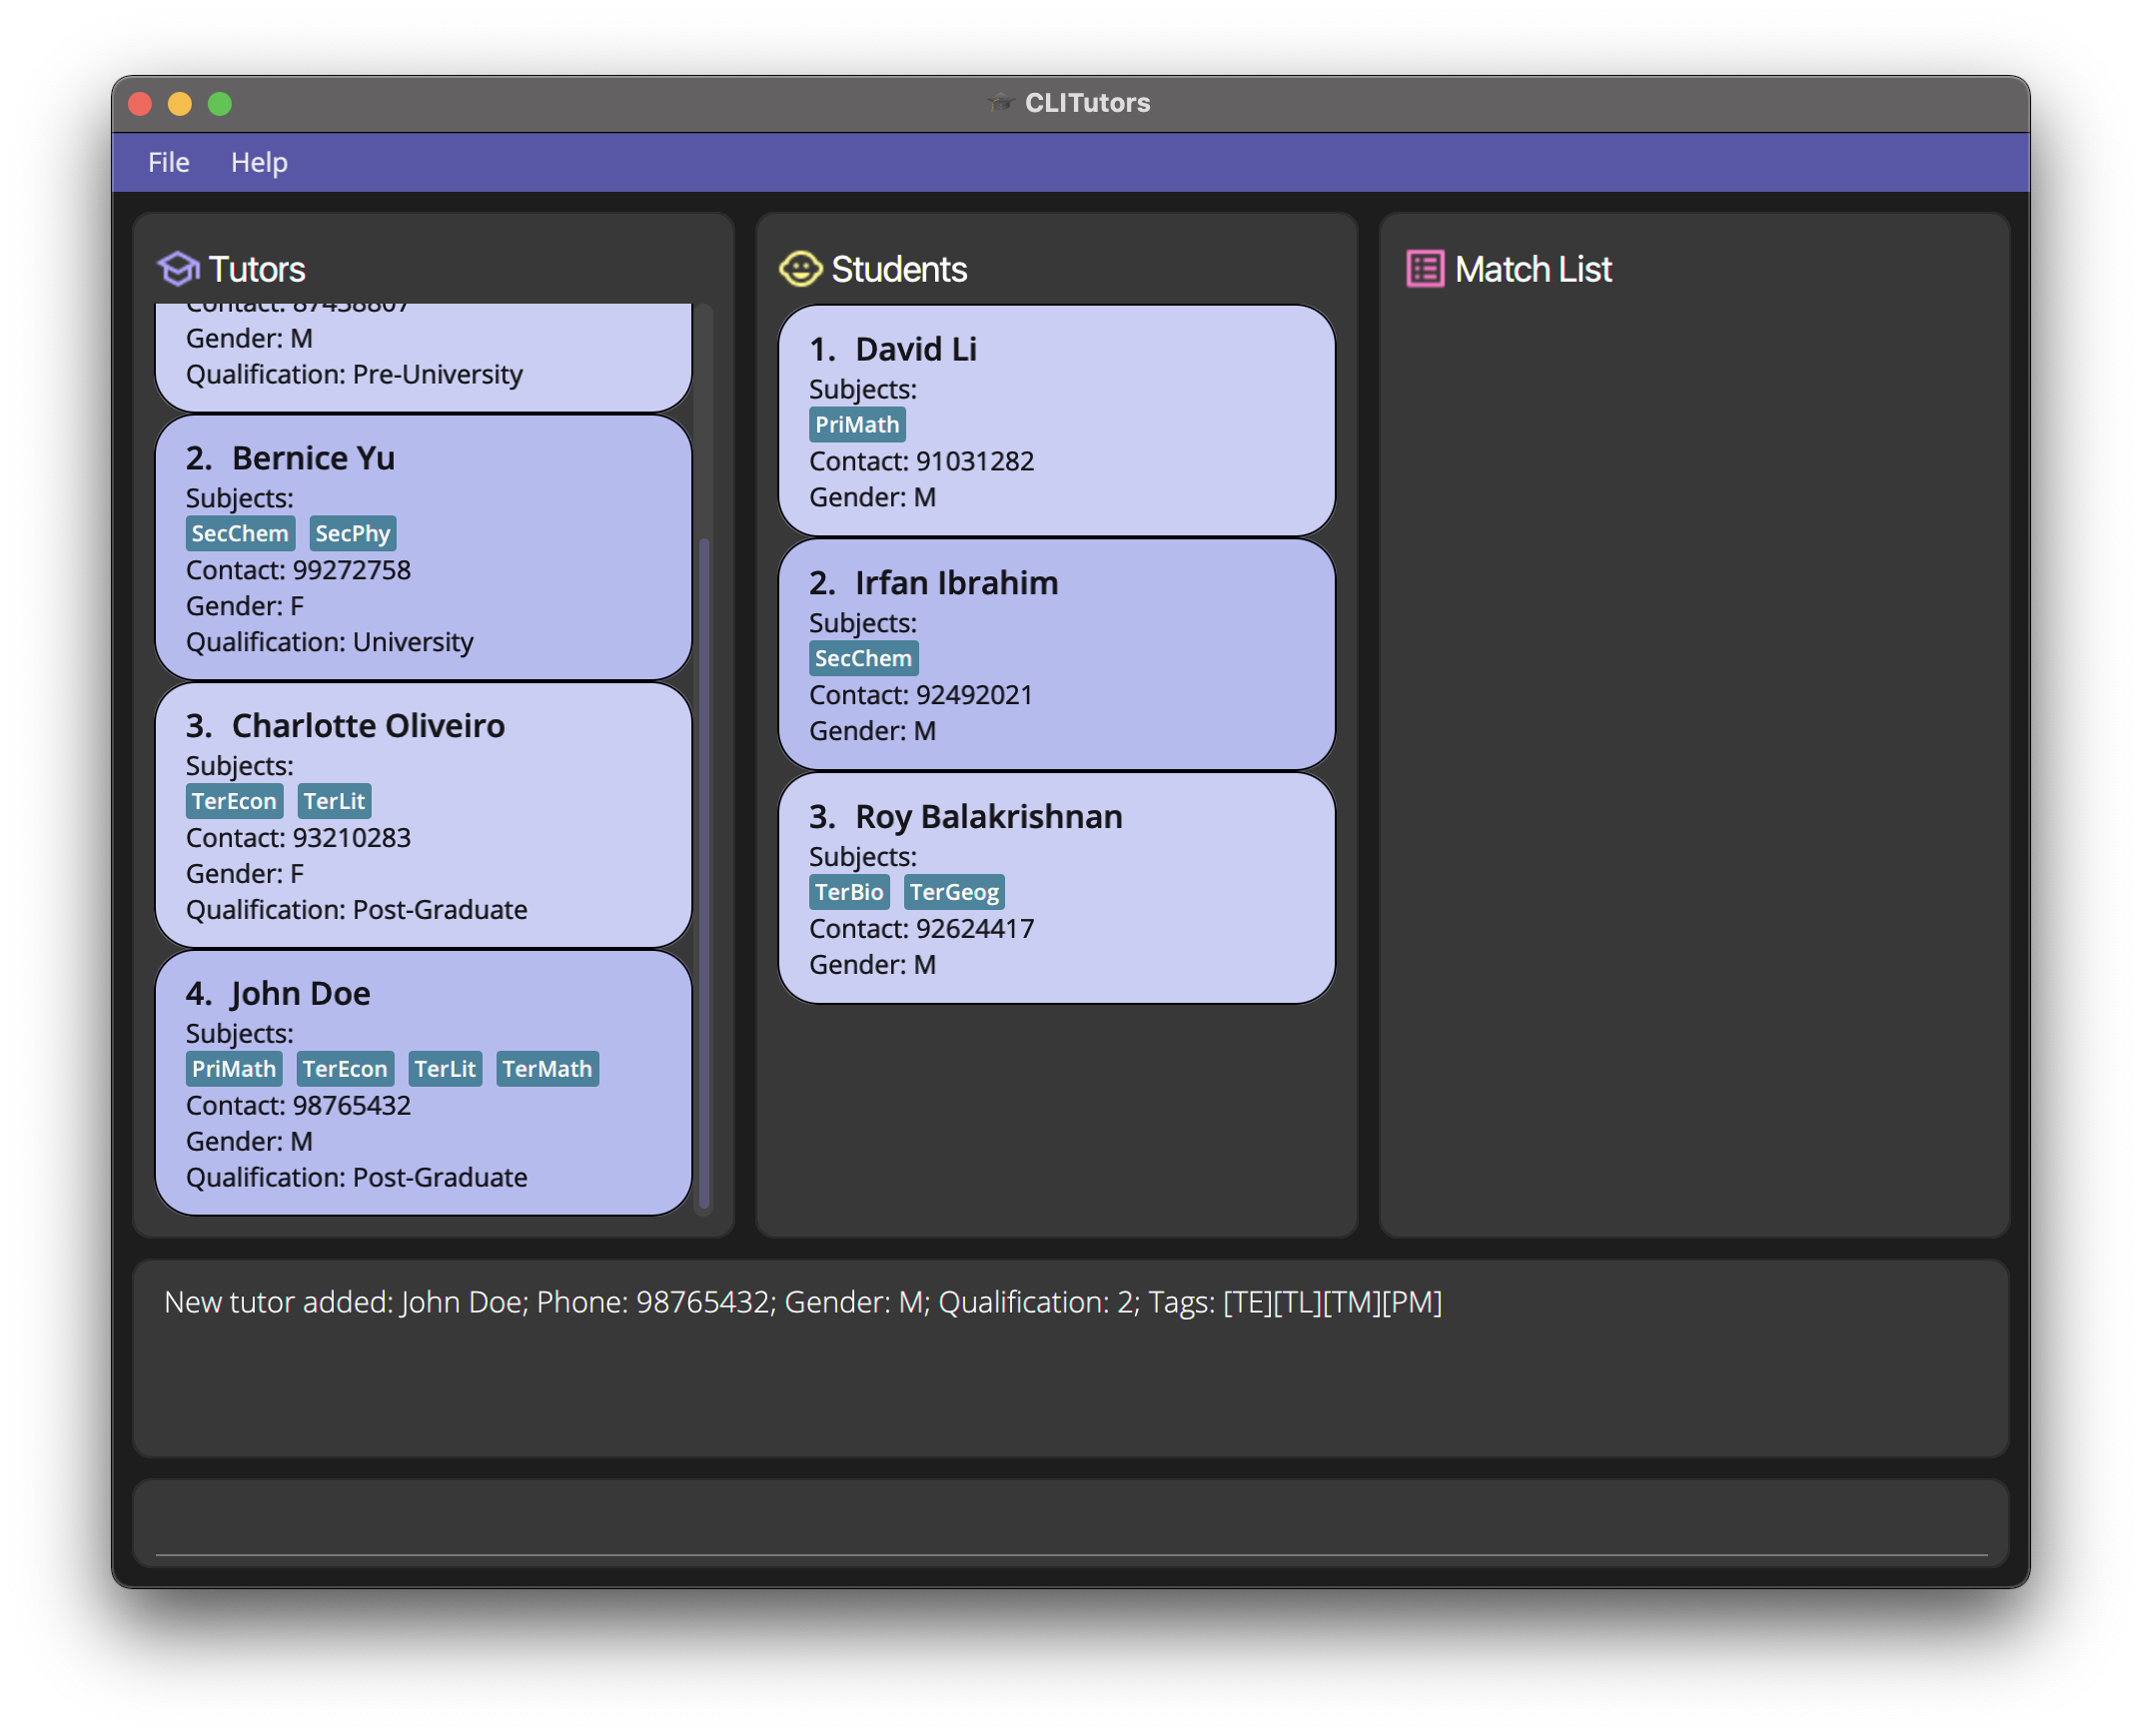 CLITutors
File Help
Tutors
Contact: 87438807
Gender: M
Qualification: Pre-University
2. Bernice Yu
Subjects:
SecChem SecPhy
Contact: 99272758
Gender: F
Qualification: University
3. Charlotte Oliveiro
Subjects:
TerEcon TerLit
Contact: 93210283
Gender: F
Qualification: Post-Graduate
4. John Doe
Subjects:
PriMath TerEcon TerLit TerMath
Contact: 98765432
Gender: M
Qualification: Post-Graduate
Students
1. David Li
Subjects:
PriMath
Contact: 91031282
Gender: M
2. Irfan Ibrahim
Subjects:
SecChem
Contact: 92492021
Gender: M
3. Roy Balakrishnan
Subjects:
TerBio TerGeog
Contact: 92624417
Gender: M
Match List
New tutor added: John Doe; Phone: 98765432; Gender: M; Qualification: 2; Tags: [TE][TL][TM][PM]